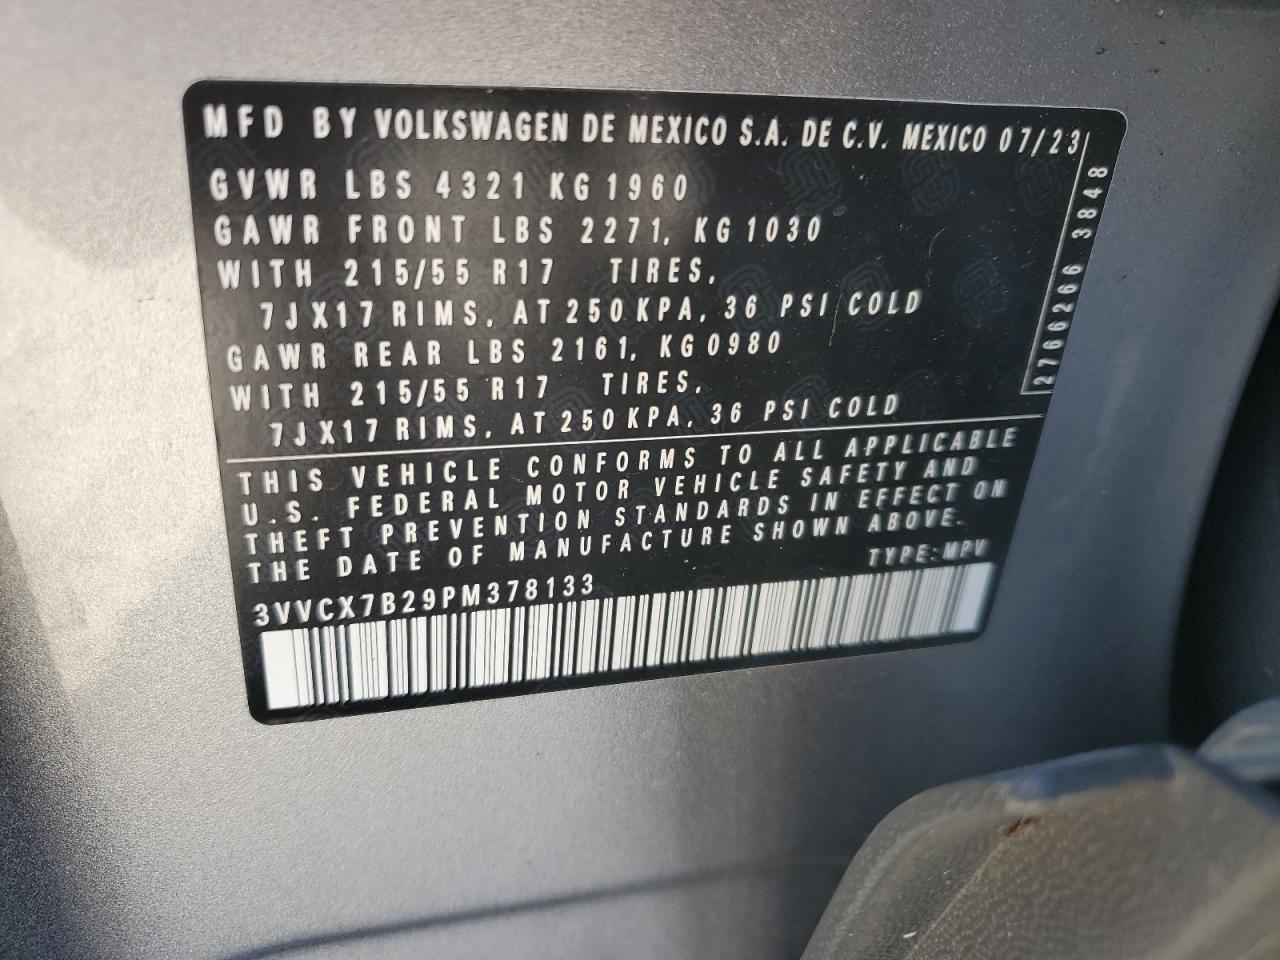 MFD BY VOLKSWAGEN DE MEXICO S.A. DE C.V. MEXICO 07/23
GVWR LBS 4321 KG 1960
GAWR FRONT LBS 2271, KG 1030
WITH 215/55 R17 TIRES,
7JX17 RIMS, AT 250 KPA, 36 PSI COLD
GAWR REAR LBS 2161, KG 0980
WITH 215/55 R17 TIRES,
7JX17 RIMS, AT 250 KPA, 36 PSI COLD
2766266 3848
THIS VEHICLE CONFORMS TO ALL APPLICABLE
U.S. FEDERAL MOTOR VEHICLE SAFETY AND
THEFT PREVENTION STANDARDS IN EFFECT ON
THE DATE OF MANUFACTURE SHOWN ABOVE.
TYPE:MPV
3VVCX7B29PM378133